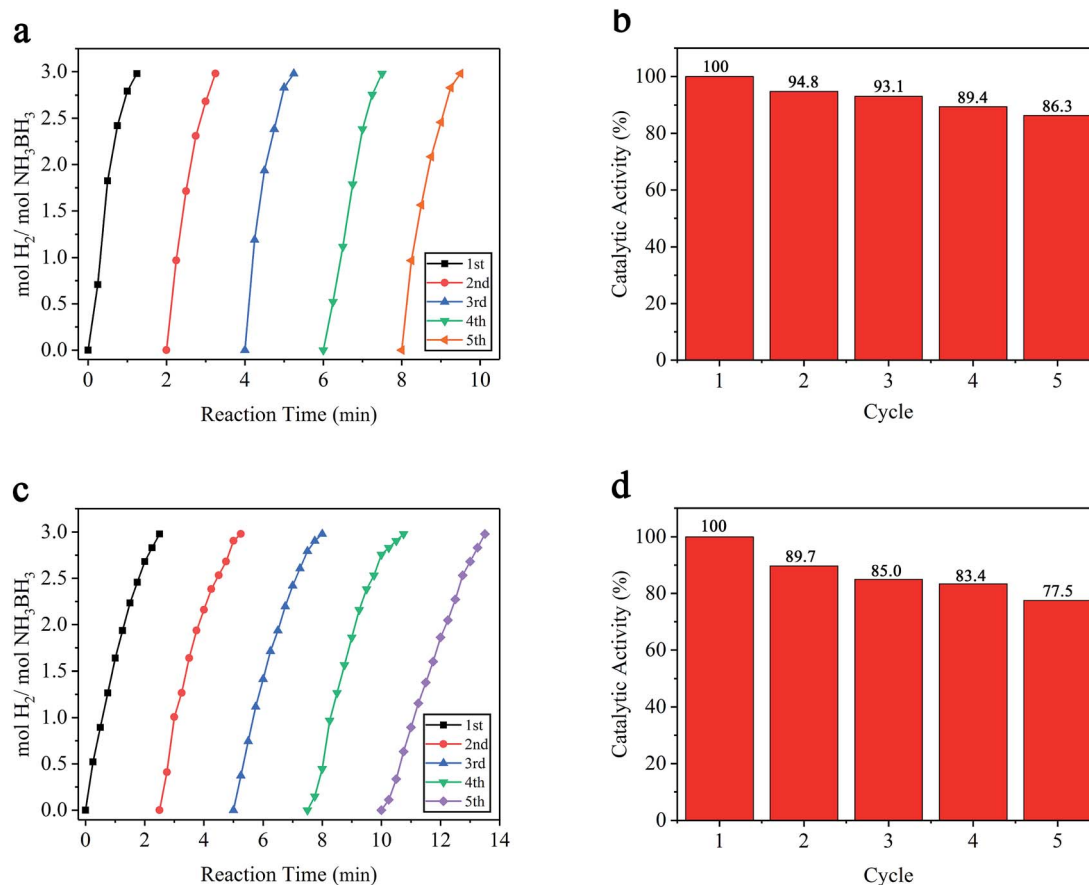 a
mol H₂/ mol NH₃BH₃
3.0
2.5
2.0
1.5
1.0
0.5
0.0
1st
2nd
3rd
4th
5th
0 2 4 6 8 10
Reaction Time (min)
b
Catalytic Activity (%)
100
80
60
40
20
0
100
94.8
93.1
89.4
86.3
1 2 3 4 5
Cycle
c
mol H₂/ mol NH₃BH₃
3.0
2.5
2.0
1.5
1.0
0.5
0.0
1st
2nd
3rd
4th
5th
0 2 4 6 8 10 12 14
Reaction Time (min)
d
Catalytic Activity (%)
100
80
60
40
20
0
100
89.7
85.0
83.4
77.5
1 2 3 4 5
Cycle